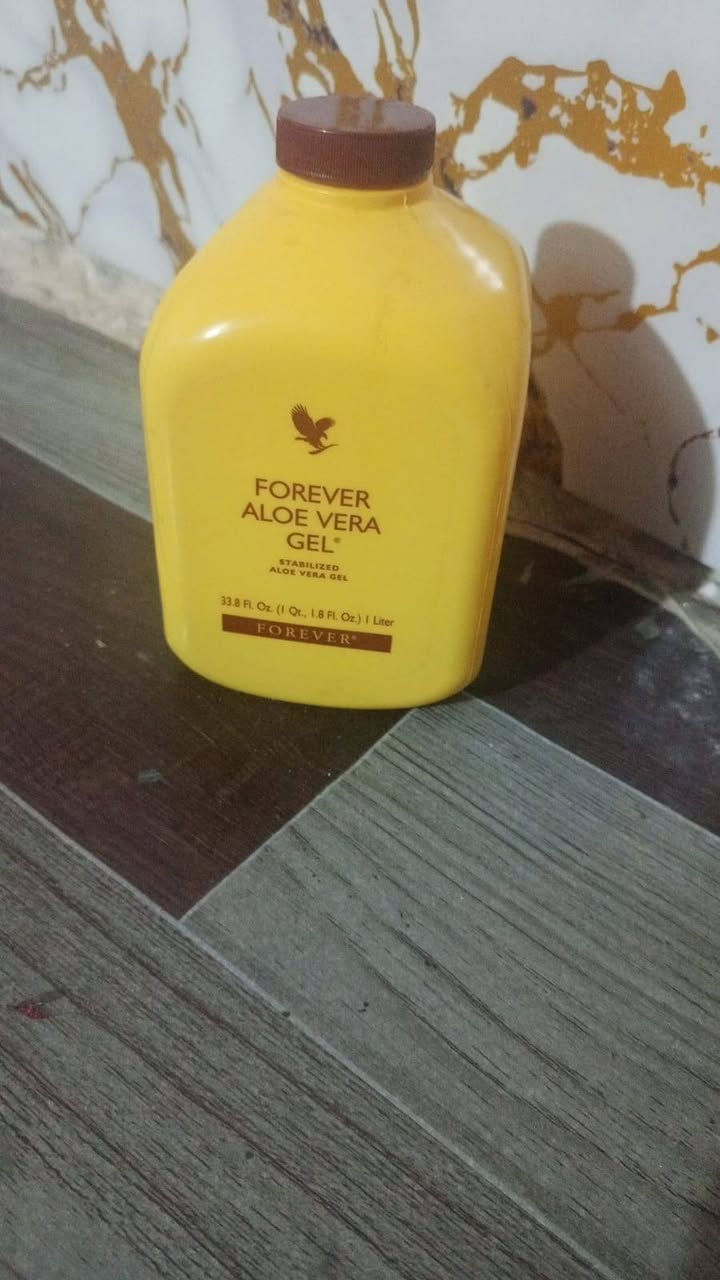 FOREVER
ALOE VERA
GEL®
STABILIZED
ALOE VERA GEL
33.8 Fl. Oz. (1 Qt., 1.8 Fl. Oz.) 1 Liter
FOREVER®